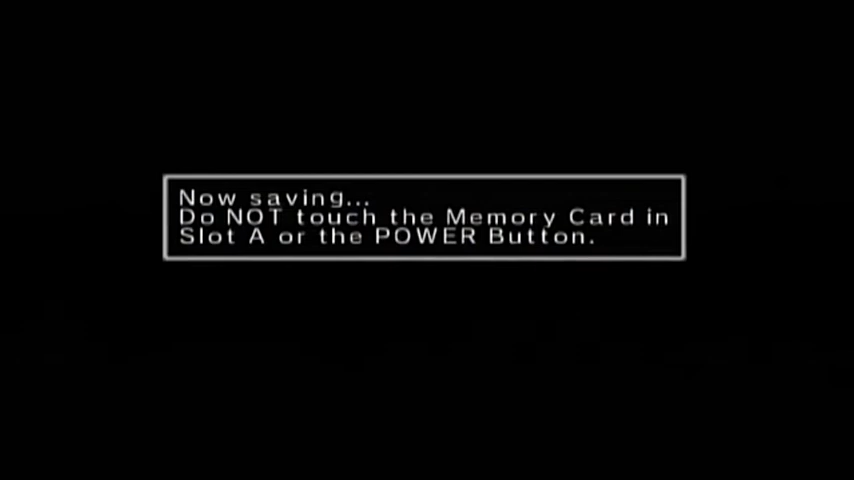 Now saving...
Do NOT touch the Memory Card in
Slot A or the POWER Button.